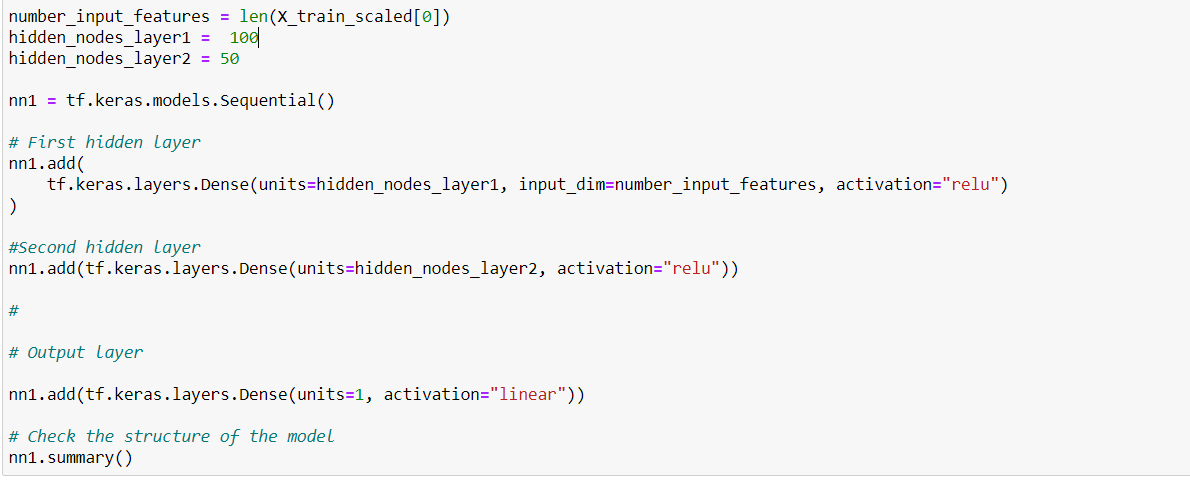 number_input_features = len(X_train_scaled[0])
hidden_nodes_layer1 =  100
hidden_nodes_layer2 = 50

nn1 = tf.keras.models.Sequential()

# First hidden layer
nn1.add(
    tf.keras.layers.Dense(units=hidden_nodes_layer1, input_dim=number_input_features, activation="relu")
)

#Second hidden layer
nn1.add(tf.keras.layers.Dense(units=hidden_nodes_layer2, activation="relu"))

#

# Output layer

nn1.add(tf.keras.layers.Dense(units=1, activation="linear"))

# Check the structure of the model
nn1.summary()